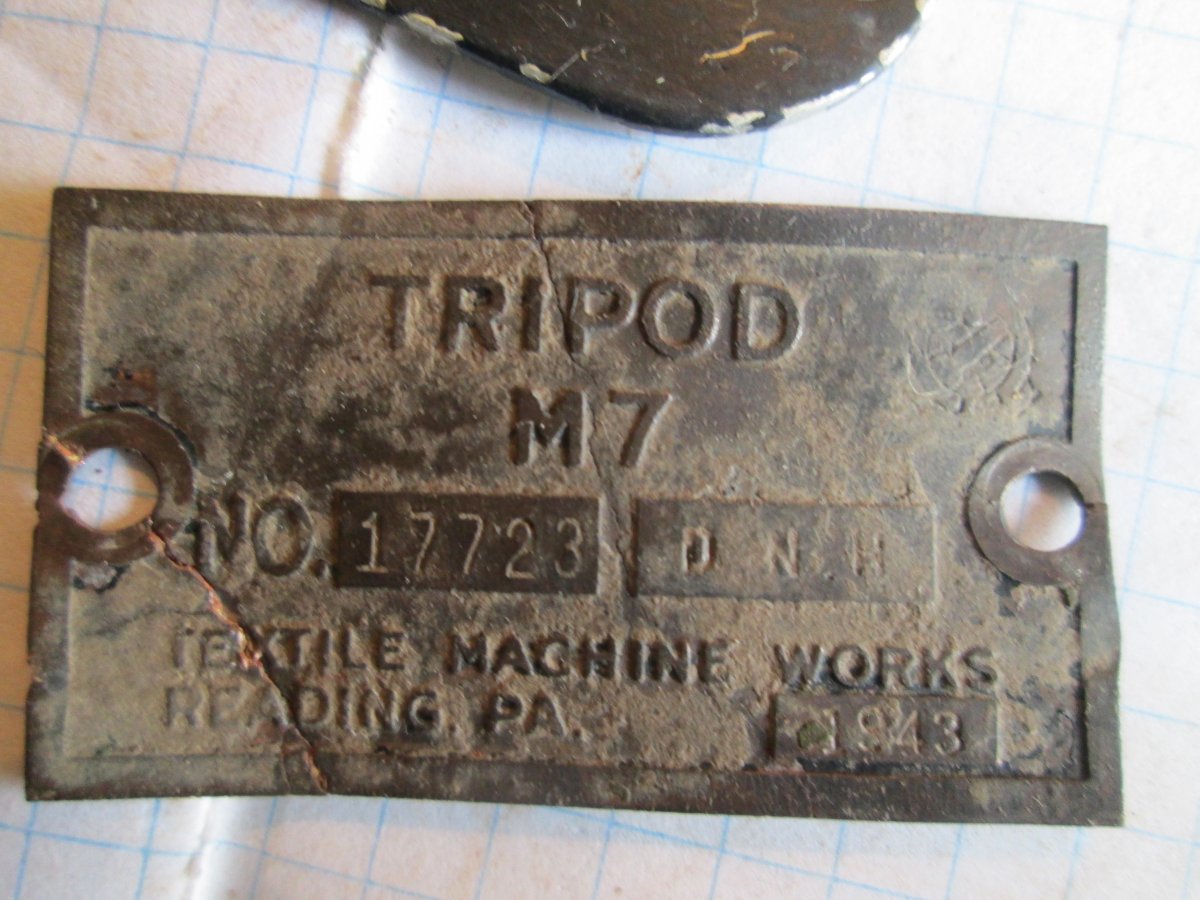 TRIPOD
M7
NO. 17723 D N H
TEXTILE MACHINE WORKS
READING, PA.
1943